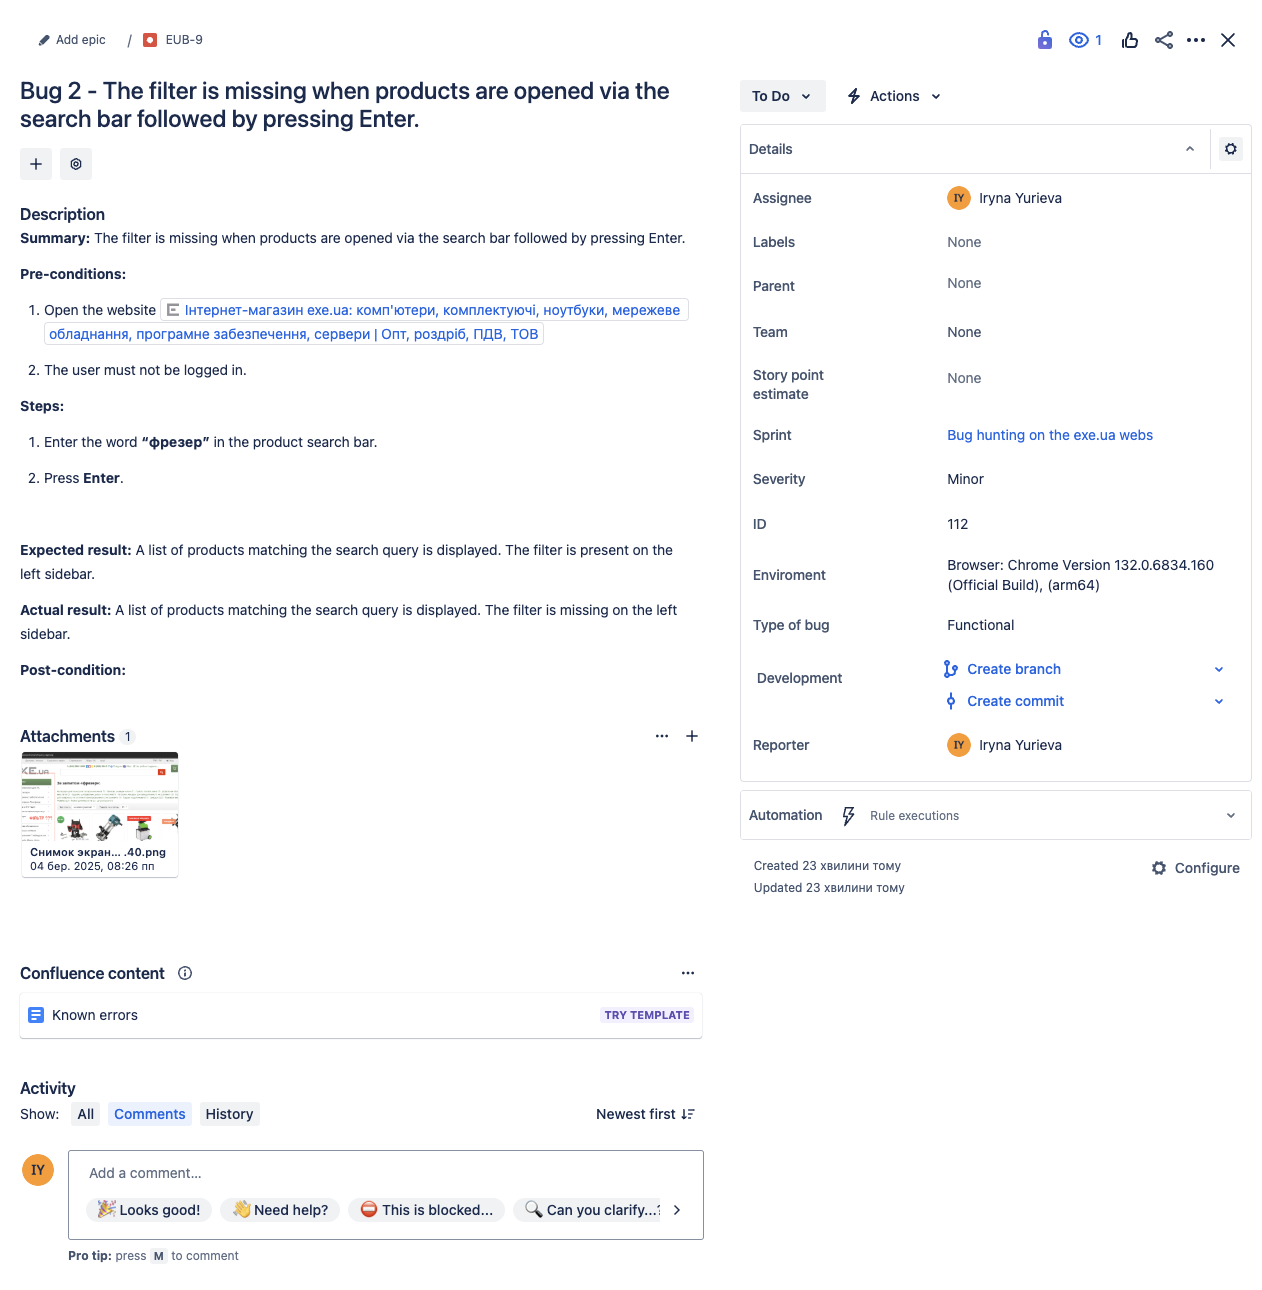 Add epic / EUB-9
1
Bug 2 - The filter is missing when products are opened via the
search bar followed by pressing Enter.
Description
Summary: The filter is missing when products are opened via the search bar followed by pressing Enter.
Pre-conditions:
1. Open the website Інтернет-магазин exe.ua: комп'ютери, комплектуючі, ноутбуки, мережеве
обладнання, програмне забезпечення, сервери | Опт, роздріб, ПДВ, ТОВ
2. The user must not be logged in.
Steps:
1. Enter the word “фрезер” in the product search bar.
2. Press Enter.
Expected result: A list of products matching the search query is displayed. The filter is present on the
left sidebar.
Actual result: A list of products matching the search query is displayed. The filter is missing on the left
sidebar.
Post-condition:
Attachments 1
Снимок экран... .40.png
04 бер. 2025, 08:26 пп
Confluence content
Known errors TRY TEMPLATE
Activity
Show: All Comments History Newest first
IY
Add a comment...
Looks good! Need help? This is blocked... Can you clarify...?
Pro tip: press M to comment
To Do Actions
Details
Assignee IY Iryna Yurieva
Labels None
Parent None
Team None
Story point
estimate None
Sprint Bug hunting on the exe.ua webs
Severity Minor
ID 112
Enviroment Browser: Chrome Version 132.0.6834.160
(Official Build), (arm64)
Type of bug Functional
Development Create branch
Create commit
Reporter IY Iryna Yurieva
Automation Rule executions
Created 23 хвилини тому
Updated 23 хвилини тому
Configure